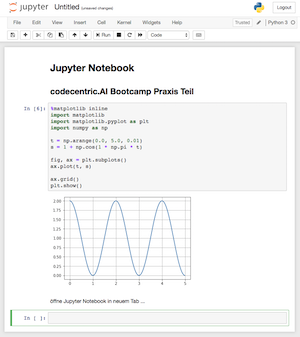 jupyter Untitled (unsaved changes)
Logout
File Edit View Insert Cell Kernel Widgets Help
Trusted
Python 3
Run
Code
Jupyter Notebook
codecentric.AI Bootcamp Praxis Teil
In [6]:
%matplotlib inline
import matplotlib
import matplotlib.pyplot as plt
import numpy as np
t = np.arange(0.0, 5.0, 0.01)
s = 1 + np.cos(1 * np.pi * t)
fig, ax = plt.subplots()
ax.plot(t, s)
ax.grid()
plt.show()
2.00
1.75
1.50
1.25
1.00
0.75
0.50
0.25
0.00
0 1 2 3 4 5
öffne Jupyter Notebook in neuem Tab ...
In [ ]: